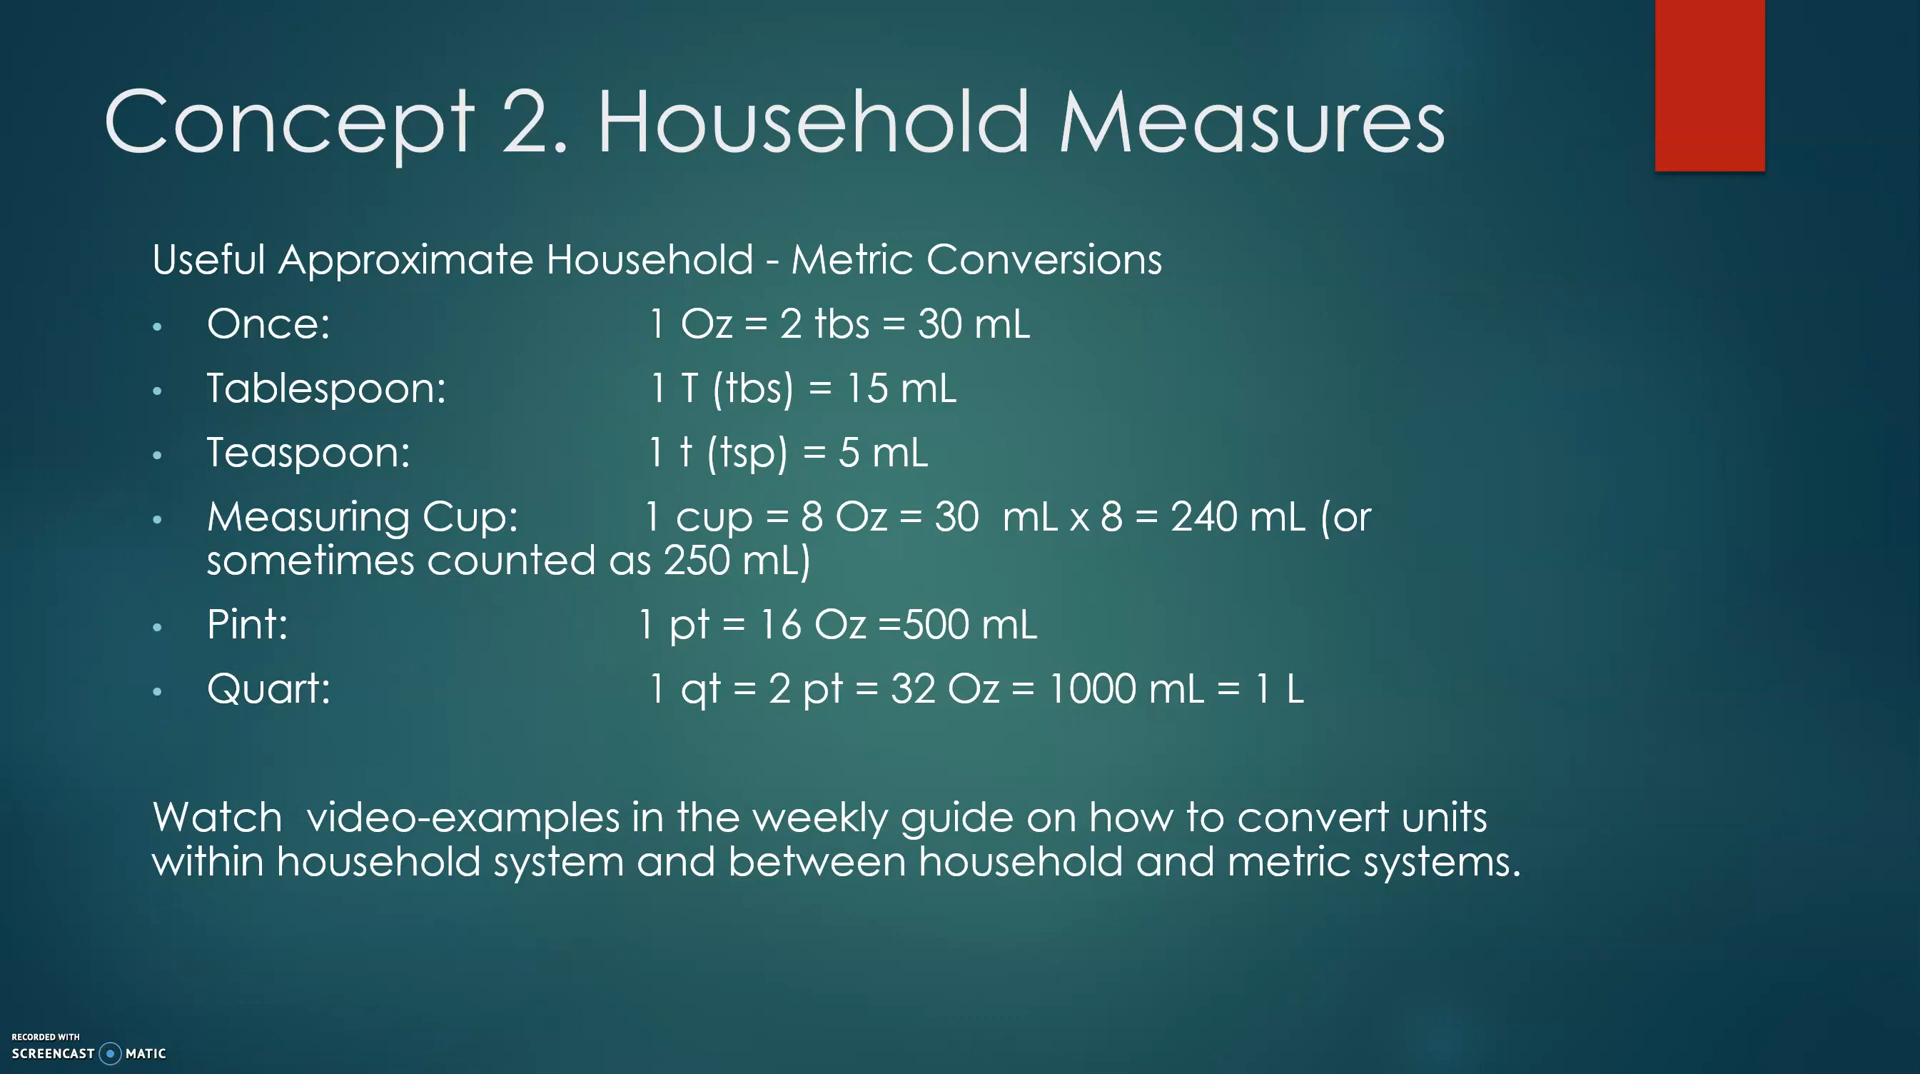 Concept 2. Household Measures
Useful Approximate Household - Metric Conversions
• Once: 1 Oz = 2 tbs = 30 mL
• Tablespoon: 1 T (tbs) = 15 mL
• Teaspoon: 1 t (tsp) = 5 mL
• Measuring Cup: 1 cup = 8 Oz = 30 mL x 8 = 240 mL (or
sometimes counted as 250 mL)
• Pint: 1 pt = 16 Oz =500 mL
• Quart: 1 qt = 2 pt = 32 Oz = 1000 mL = 1 L
Watch video-examples in the weekly guide on how to convert units
within household system and between household and metric systems.
RECORDED WITH
SCREENCAST MATIC